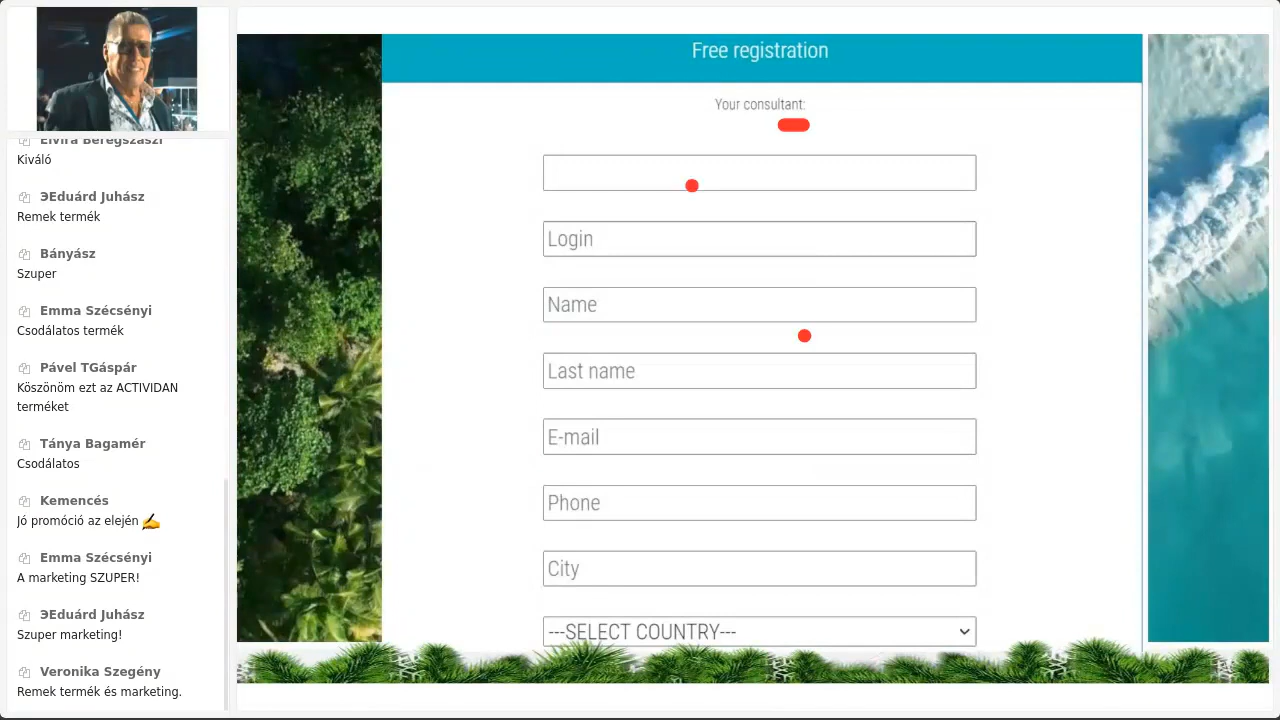 Elvira Beregszászi
Kiváló
ЭEduárd Juhász
Remek termék
Bányász
Szuper
Emma Szécsényi
Csodálatos termék
Pável TGáspár
Köszönöm ezt az ACTIVIDAN
terméket
Tánya Bagamér
Csodálatos
Kemencés
Jó promóció az elején ✍️
Emma Szécsényi
A marketing SZUPER!
ЭEduárd Juhász
Szuper marketing!
Veronika Szegény
Remek termék és marketing.
Free registration
Your consultant:
Login
Name
Last name
E-mail
Phone
City
---SELECT COUNTRY---